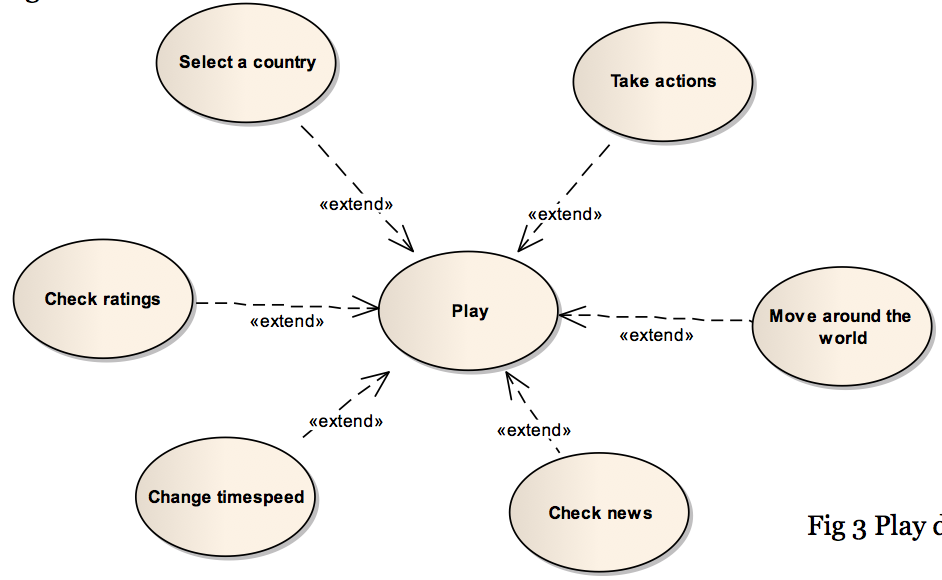 Select a country
Take actions
«extend»
«extend»
Check ratings
Play
Move around the
world
«extend»
«extend»
«extend»
«extend»
Change timespeed
Check news
Fig 3 Play